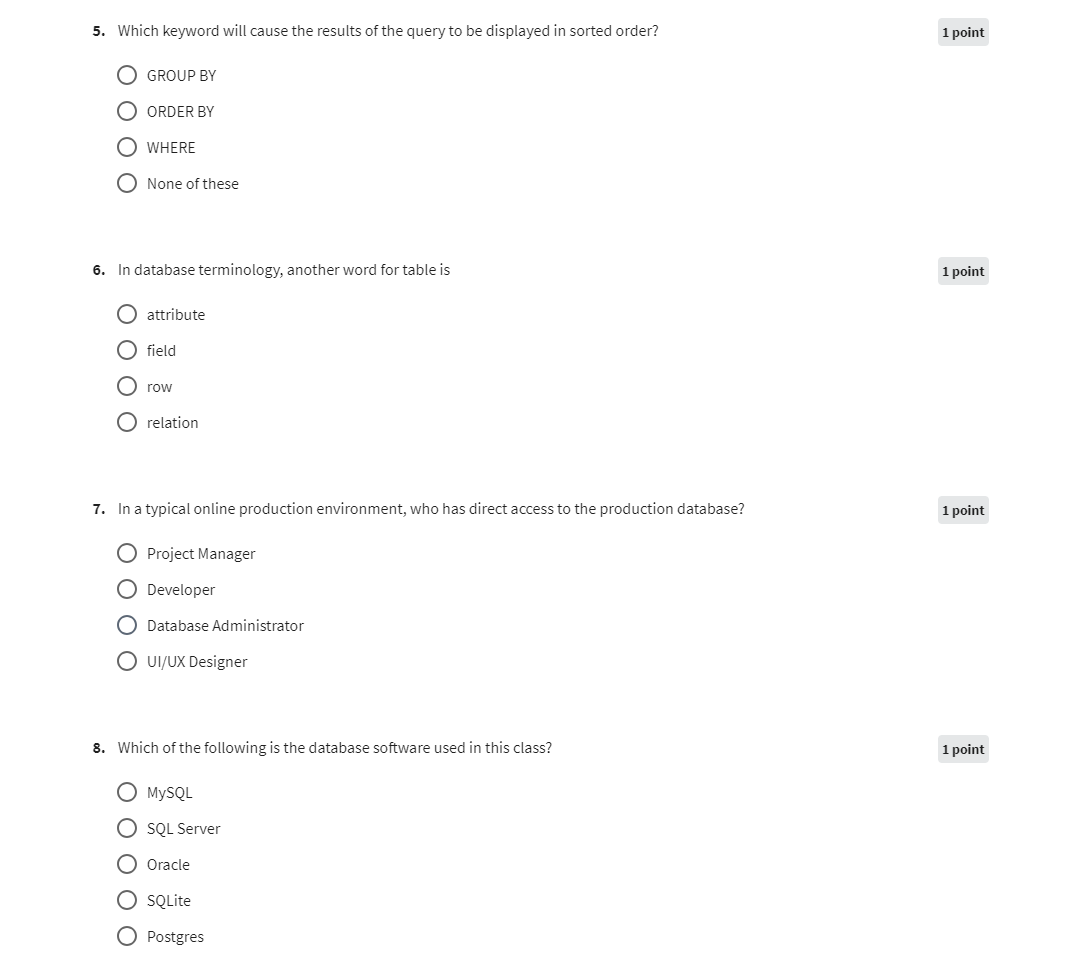 5. Which keyword will cause the results of the query to be displayed in sorted order? 1 point
GROUP BY
ORDER BY
WHERE
None of these
6. In database terminology, another word for table is 1 point
attribute
field
row
relation
7. In a typical online production environment, who has direct access to the production database? 1 point
Project Manager
Developer
Database Administrator
UI/UX Designer
8. Which of the following is the database software used in this class? 1 point
MySQL
SQL Server
Oracle
SQLite
Postgres